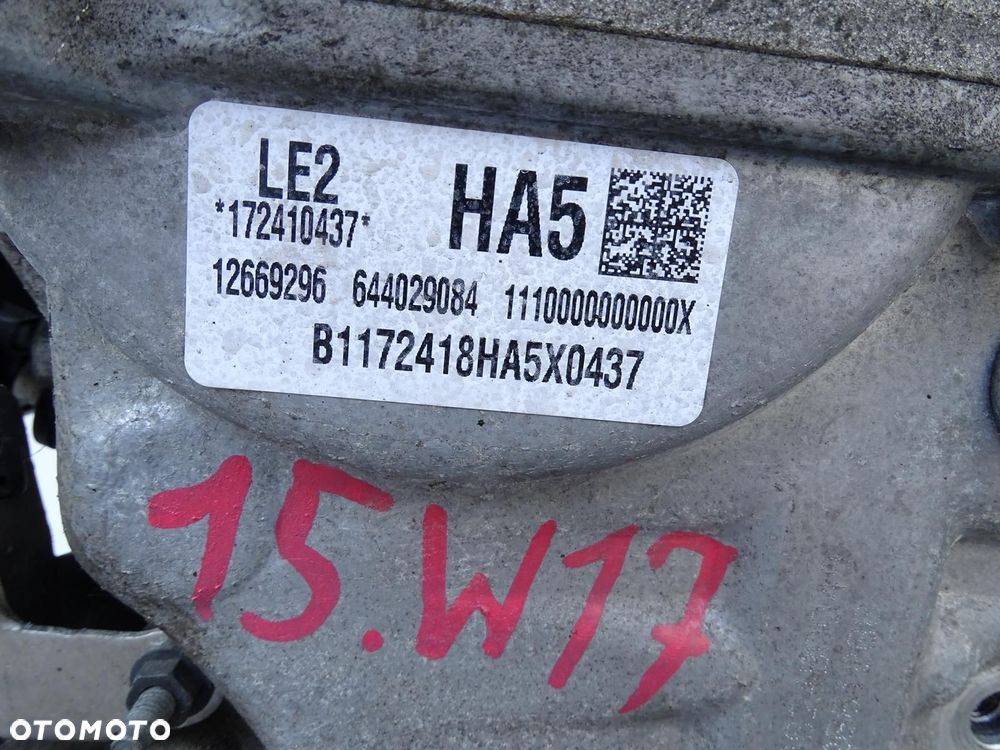 LE2 HA5
*172410437*
12669296 644029084 1110000000000X
B1172418HA5X0437
15.W17
OTOMOTO